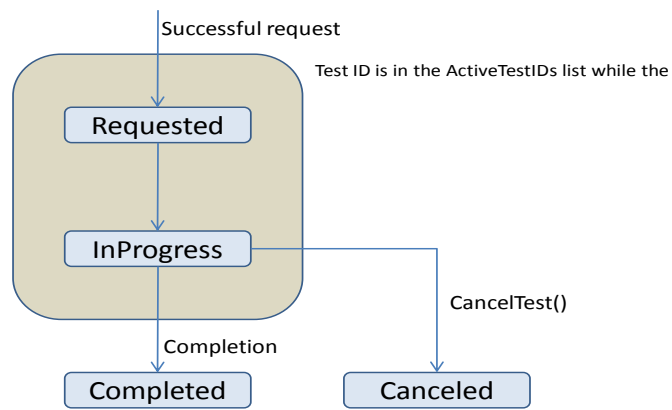 Successful request
Test ID is in the ActiveTestIDs list while the
Requested
InProgress
CancelTest()
Completion
Completed
Canceled